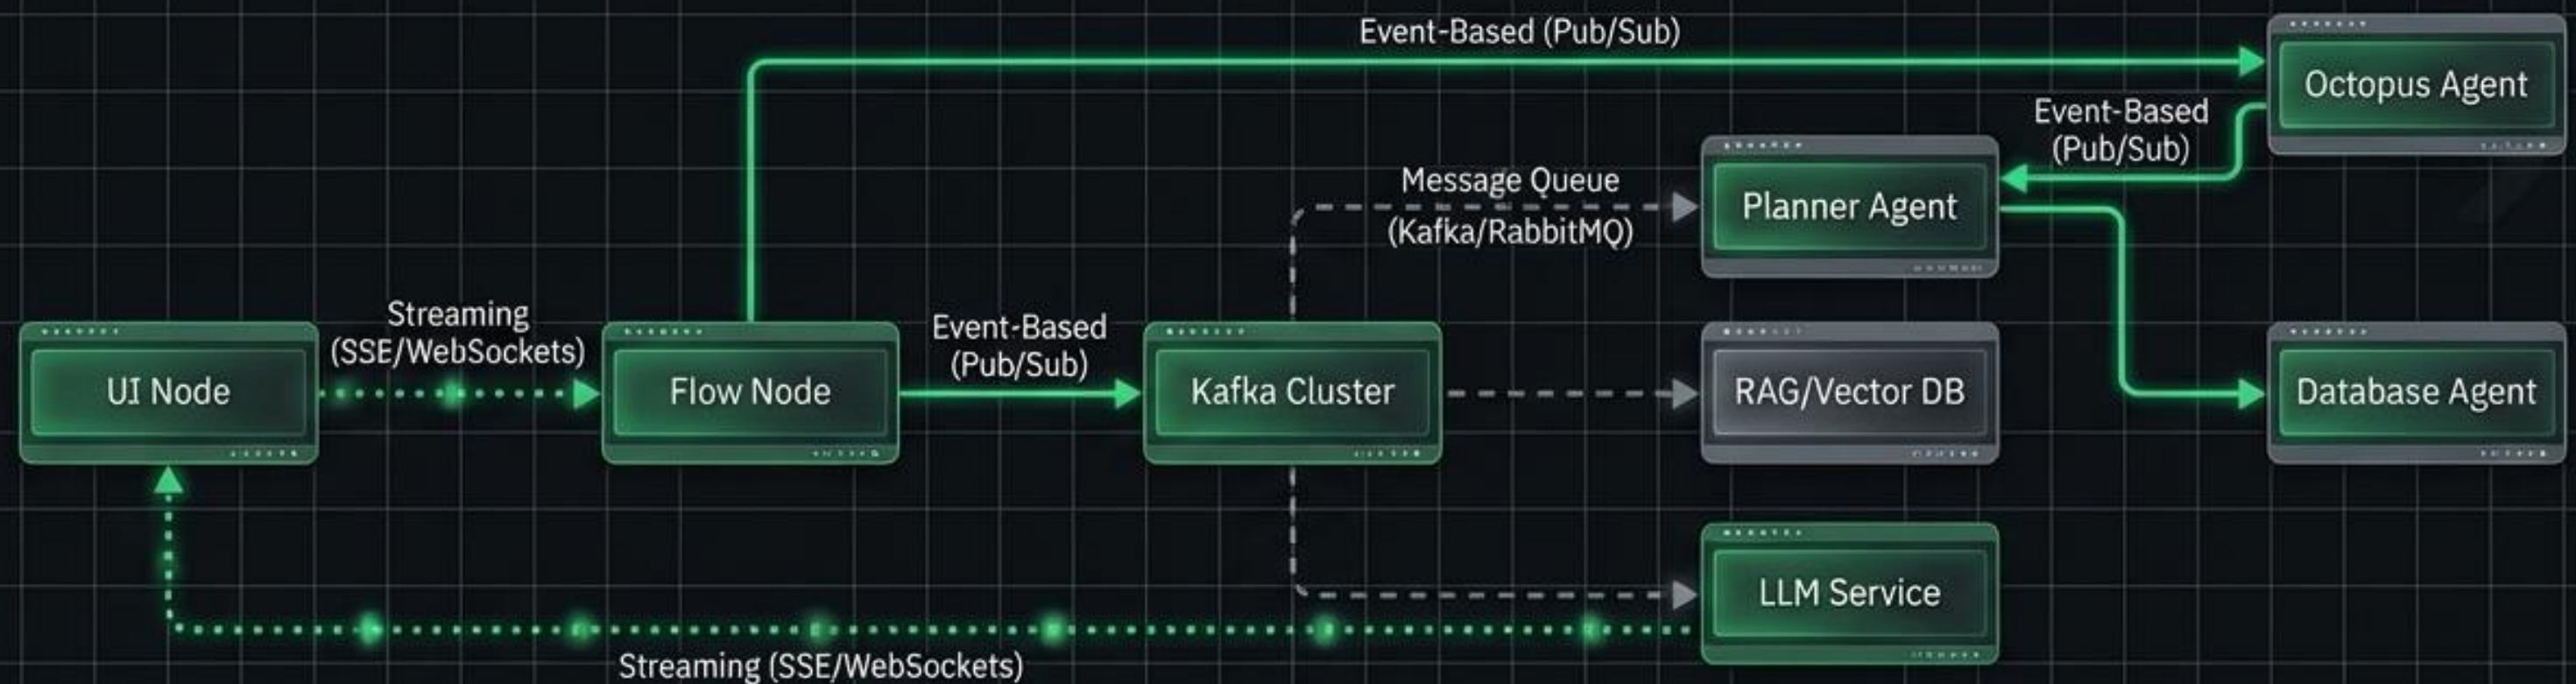 Event-Based (Pub/Sub)
Octopus Agent
Event-Based
(Pub/Sub)
Message Queue
(Kafka/RabbitMQ)
Planner Agent
Streaming
(SSE/WebSockets)
Event-Based
(Pub/Sub)
UI Node
Flow Node
Kafka Cluster
RAG/Vector DB
Database Agent
LLM Service
Streaming (SSE/WebSockets)